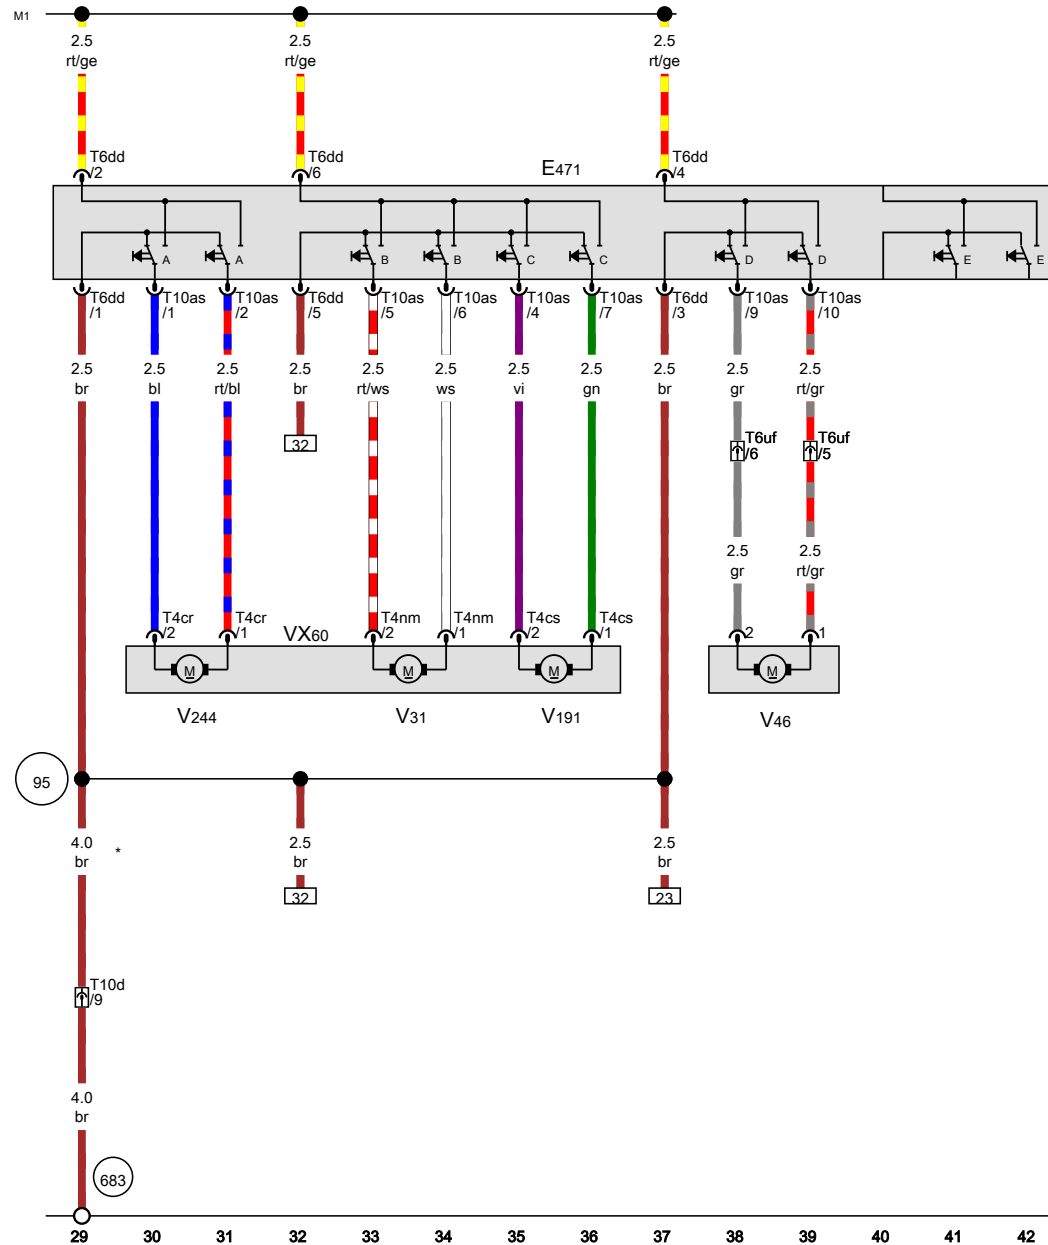 M1
2.5 2.5 2.5
rt/ge rt/ge rt/ge
T6dd T6dd T6dd
/2 /6 /4
E471
A A B B C C D D E E
T6dd T10as T10as T6dd T10as T10as T10as T10as T6dd T10as T10as
/1 /1 /2 /5 /5 /6 /4 /7 /3 /9 /10
2.5 2.5 2.5 2.5 2.5 2.5 2.5 2.5 2.5 2.5 2.5
br bl rt/bl br rt/ws ws vi gn br gr rt/gr
32
T6uf T6uf
/6 /5
2.5 2.5
gr rt/gr
T4cr T4cr T4nm T4nm T4cs T4cs
/2 /1 /2 /1 /2 /1 2 1
VX60
M M M M
V244 V31 V191 V46
95
4.0 2.5 2.5
*
br br br
32 23
T10d
/9
4.0
br
683
29 30 31 32 33 34 35 36 37 38 39 40 41 42